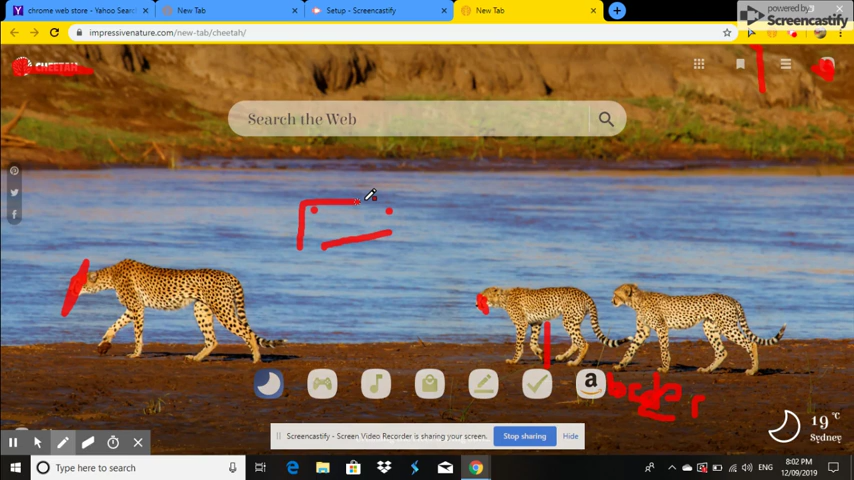 chrome web store - Yahoo Sear
New Tab
Setup - Screencastify
New Tab
powered by
Screencastify
impressivenature.com/new-tab/cheetah/
CHEETAH
Search the Web
a
19 °C
Sydney
Screencastify - Screen Video Recorder is sharing your screen.
Stop sharing
Hide
Type here to search
ENG
8:02 PM
12/09/2019